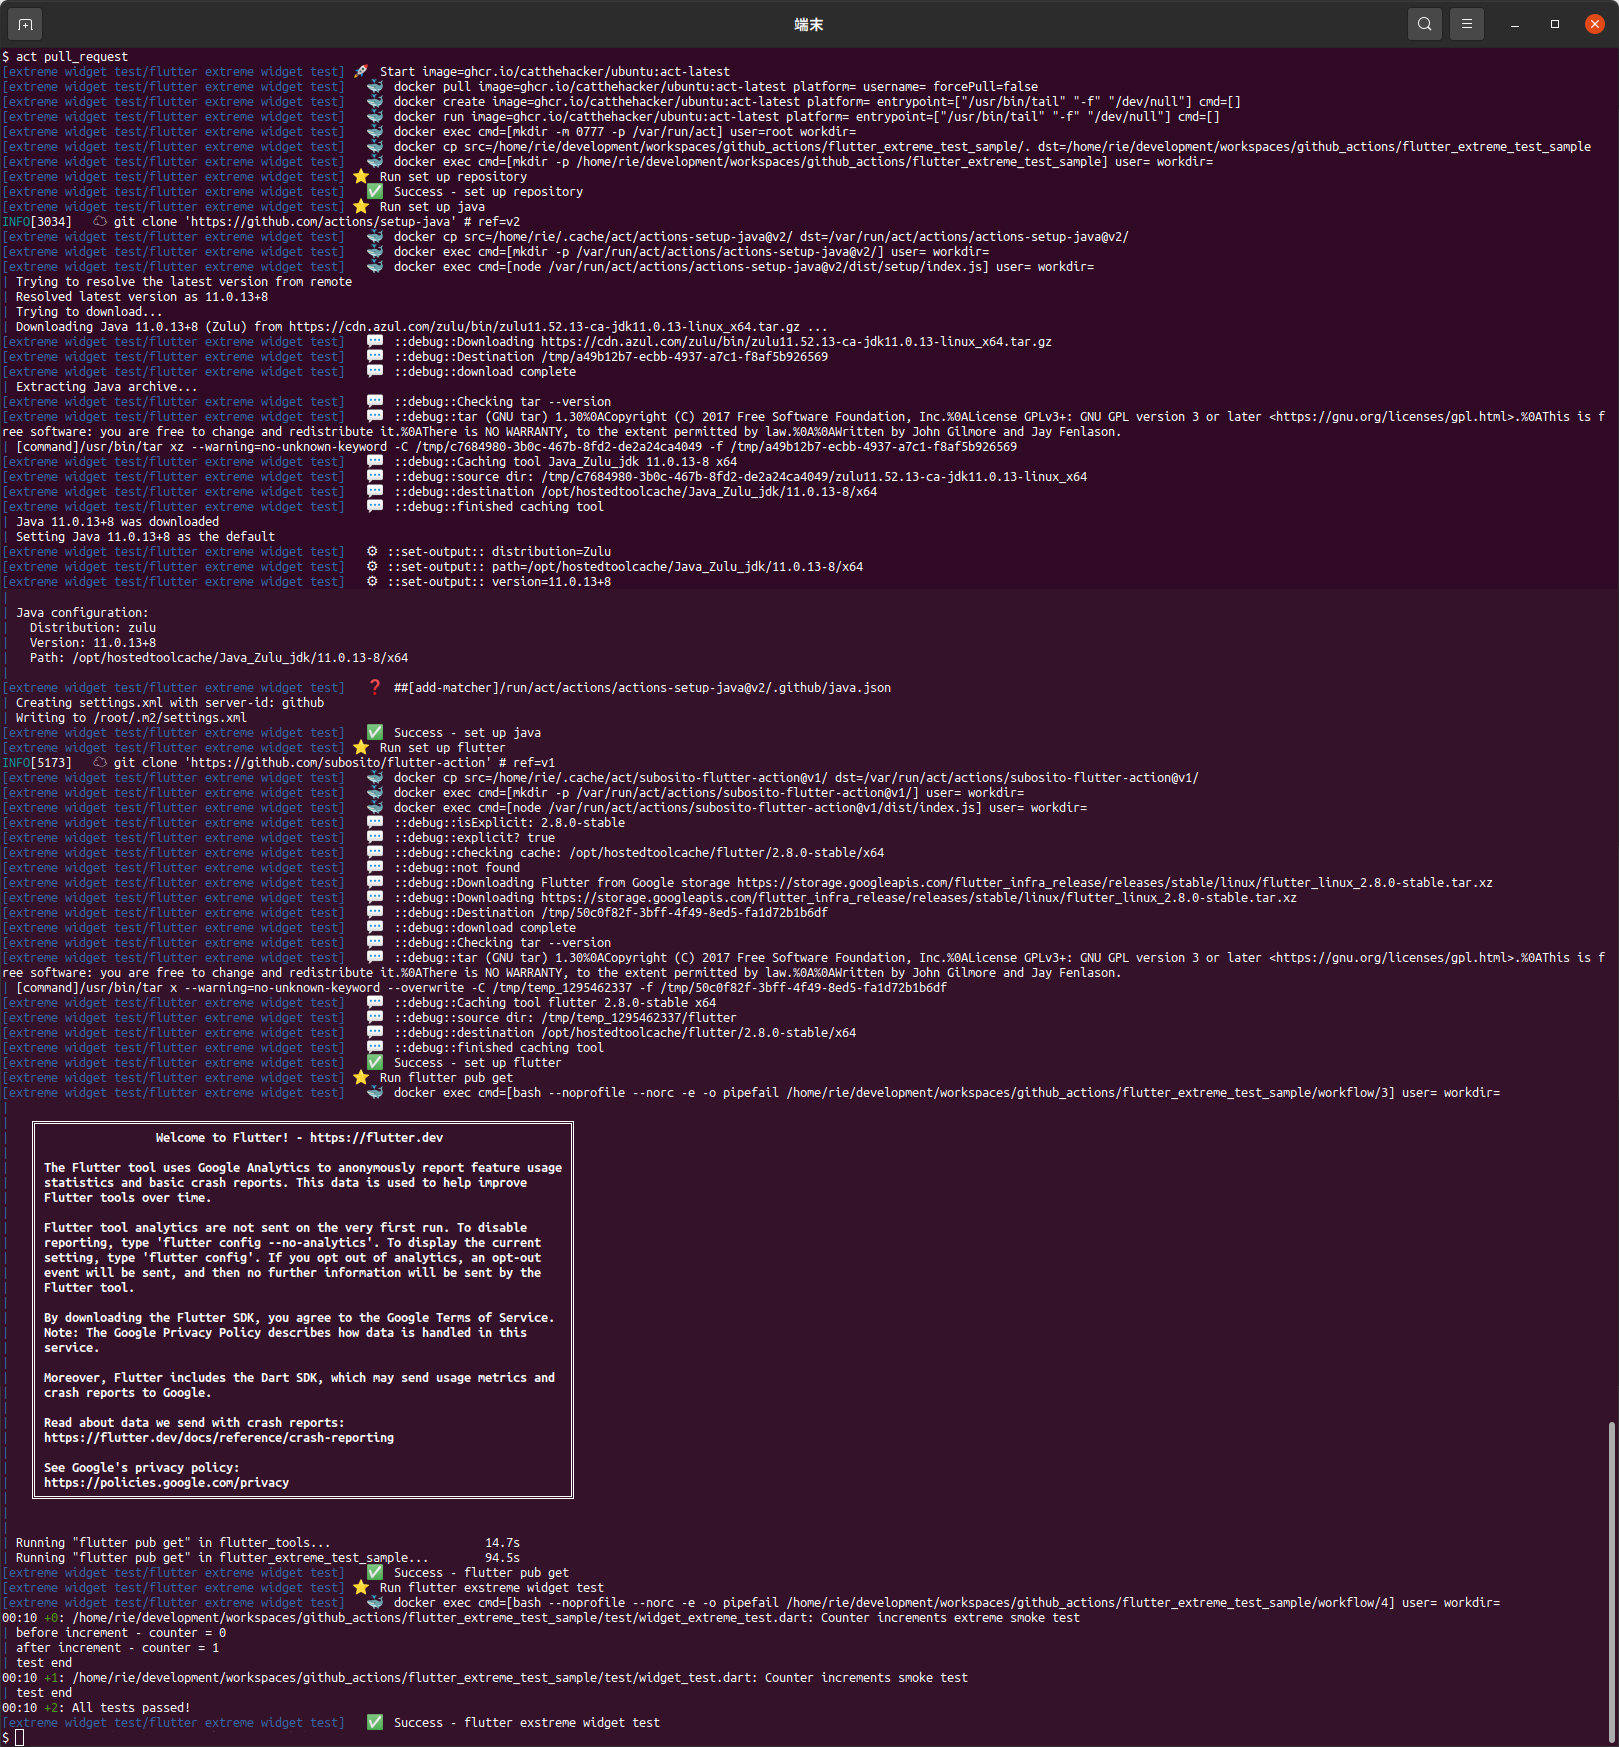 端末
$ act pull_request
[extreme widget test/flutter extreme widget test] 🚀  Start image=ghcr.io/catthehacker/ubuntu:act-latest
[extreme widget test/flutter extreme widget test]   🐳  docker pull image=ghcr.io/catthehacker/ubuntu:act-latest platform= username= forcePull=false
[extreme widget test/flutter extreme widget test]   🐳  docker create image=ghcr.io/catthehacker/ubuntu:act-latest platform= entrypoint=["/usr/bin/tail" "-f" "/dev/null"] cmd=[]
[extreme widget test/flutter extreme widget test]   🐳  docker run image=ghcr.io/catthehacker/ubuntu:act-latest platform= entrypoint=["/usr/bin/tail" "-f" "/dev/null"] cmd=[]
[extreme widget test/flutter extreme widget test]   🐳  docker exec cmd=[mkdir -m 0777 -p /var/run/act] user=root workdir=
[extreme widget test/flutter extreme widget test]   🐳  docker cp src=/home/rie/development/workspaces/github_actions/flutter_extreme_test_sample/. dst=/home/rie/development/workspaces/github_actions/flutter_extreme_test_sample
[extreme widget test/flutter extreme widget test]   🐳  docker exec cmd=[mkdir -p /home/rie/development/workspaces/github_actions/flutter_extreme_test_sample] user= workdir=
[extreme widget test/flutter extreme widget test] ⭐  Run set up repository
[extreme widget test/flutter extreme widget test]   ✅  Success - set up repository
[extreme widget test/flutter extreme widget test] ⭐  Run set up java
INFO[3034]   ☁  git clone 'https://github.com/actions/setup-java' # ref=v2
[extreme widget test/flutter extreme widget test]   🐳  docker cp src=/home/rie/.cache/act/actions-setup-java@v2/ dst=/var/run/act/actions/actions-setup-java@v2/
[extreme widget test/flutter extreme widget test]   🐳  docker exec cmd=[mkdir -p /var/run/act/actions/actions-setup-java@v2/] user= workdir=
[extreme widget test/flutter extreme widget test]   🐳  docker exec cmd=[node /var/run/act/actions/actions-setup-java@v2/dist/setup/index.js] user= workdir=
| Trying to resolve the latest version from remote
| Resolved latest version as 11.0.13+8
| Trying to download...
| Downloading Java 11.0.13+8 (Zulu) from https://cdn.azul.com/zulu/bin/zulu11.52.13-ca-jdk11.0.13-linux_x64.tar.gz ...
[extreme widget test/flutter extreme widget test]   💬  ::debug::Downloading https://cdn.azul.com/zulu/bin/zulu11.52.13-ca-jdk11.0.13-linux_x64.tar.gz
[extreme widget test/flutter extreme widget test]   💬  ::debug::Destination /tmp/a49b12b7-ecbb-4937-a7c1-f8af5b926569
[extreme widget test/flutter extreme widget test]   💬  ::debug::download complete
| Extracting Java archive...
[extreme widget test/flutter extreme widget test]   💬  ::debug::Checking tar --version
[extreme widget test/flutter extreme widget test]   💬  ::debug::tar (GNU tar) 1.30%0ACopyright (C) 2017 Free Software Foundation, Inc.%0ALicense GPLv3+: GNU GPL version 3 or later <https://gnu.org/licenses/gpl.html>.%0AThis is f
ree software: you are free to change and redistribute it.%0AThere is NO WARRANTY, to the extent permitted by law.%0A%0AWritten by John Gilmore and Jay Fenlason.
| [command]/usr/bin/tar xz --warning=no-unknown-keyword -C /tmp/c7684980-3b0c-467b-8fd2-de2a24ca4049 -f /tmp/a49b12b7-ecbb-4937-a7c1-f8af5b926569
[extreme widget test/flutter extreme widget test]   💬  ::debug::Caching tool Java_Zulu_jdk 11.0.13-8 x64
[extreme widget test/flutter extreme widget test]   💬  ::debug::source dir: /tmp/c7684980-3b0c-467b-8fd2-de2a24ca4049/zulu11.52.13-ca-jdk11.0.13-linux_x64
[extreme widget test/flutter extreme widget test]   💬  ::debug::destination /opt/hostedtoolcache/Java_Zulu_jdk/11.0.13-8/x64
[extreme widget test/flutter extreme widget test]   💬  ::debug::finished caching tool
| Java 11.0.13+8 was downloaded
| Setting Java 11.0.13+8 as the default
[extreme widget test/flutter extreme widget test]   ⚙  ::set-output:: distribution=Zulu
[extreme widget test/flutter extreme widget test]   ⚙  ::set-output:: path=/opt/hostedtoolcache/Java_Zulu_jdk/11.0.13-8/x64
[extreme widget test/flutter extreme widget test]   ⚙  ::set-output:: version=11.0.13+8
|
| Java configuration:
|   Distribution: zulu
|   Version: 11.0.13+8
|   Path: /opt/hostedtoolcache/Java_Zulu_jdk/11.0.13-8/x64
|
[extreme widget test/flutter extreme widget test]   ❓  ##[add-matcher]/run/act/actions/actions-setup-java@v2/.github/java.json
| Creating settings.xml with server-id: github
| Writing to /root/.m2/settings.xml
[extreme widget test/flutter extreme widget test]   ✅  Success - set up java
[extreme widget test/flutter extreme widget test] ⭐  Run set up flutter
INFO[5173]   ☁  git clone 'https://github.com/subosito/flutter-action' # ref=v1
[extreme widget test/flutter extreme widget test]   🐳  docker cp src=/home/rie/.cache/act/subosito-flutter-action@v1/ dst=/var/run/act/actions/subosito-flutter-action@v1/
[extreme widget test/flutter extreme widget test]   🐳  docker exec cmd=[mkdir -p /var/run/act/actions/subosito-flutter-action@v1/] user= workdir=
[extreme widget test/flutter extreme widget test]   🐳  docker exec cmd=[node /var/run/act/actions/subosito-flutter-action@v1/dist/index.js] user= workdir=
[extreme widget test/flutter extreme widget test]   💬  ::debug::isExplicit: 2.8.0-stable
[extreme widget test/flutter extreme widget test]   💬  ::debug::explicit? true
[extreme widget test/flutter extreme widget test]   💬  ::debug::checking cache: /opt/hostedtoolcache/flutter/2.8.0-stable/x64
[extreme widget test/flutter extreme widget test]   💬  ::debug::not found
[extreme widget test/flutter extreme widget test]   💬  ::debug::Downloading Flutter from Google storage https://storage.googleapis.com/flutter_infra_release/releases/stable/linux/flutter_linux_2.8.0-stable.tar.xz
[extreme widget test/flutter extreme widget test]   💬  ::debug::Downloading https://storage.googleapis.com/flutter_infra_release/releases/stable/linux/flutter_linux_2.8.0-stable.tar.xz
[extreme widget test/flutter extreme widget test]   💬  ::debug::Destination /tmp/50c0f82f-3bff-4f49-8ed5-fa1d72b1b6df
[extreme widget test/flutter extreme widget test]   💬  ::debug::download complete
[extreme widget test/flutter extreme widget test]   💬  ::debug::Checking tar --version
[extreme widget test/flutter extreme widget test]   💬  ::debug::tar (GNU tar) 1.30%0ACopyright (C) 2017 Free Software Foundation, Inc.%0ALicense GPLv3+: GNU GPL version 3 or later <https://gnu.org/licenses/gpl.html>.%0AThis is f
ree software: you are free to change and redistribute it.%0AThere is NO WARRANTY, to the extent permitted by law.%0A%0AWritten by John Gilmore and Jay Fenlason.
| [command]/usr/bin/tar x --warning=no-unknown-keyword --overwrite -C /tmp/temp_1295462337 -f /tmp/50c0f82f-3bff-4f49-8ed5-fa1d72b1b6df
[extreme widget test/flutter extreme widget test]   💬  ::debug::Caching tool flutter 2.8.0-stable x64
[extreme widget test/flutter extreme widget test]   💬  ::debug::source dir: /tmp/temp_1295462337/flutter
[extreme widget test/flutter extreme widget test]   💬  ::debug::destination /opt/hostedtoolcache/flutter/2.8.0-stable/x64
[extreme widget test/flutter extreme widget test]   💬  ::debug::finished caching tool
[extreme widget test/flutter extreme widget test]   ✅  Success - set up flutter
[extreme widget test/flutter extreme widget test] ⭐  Run flutter pub get
[extreme widget test/flutter extreme widget test]   🐳  docker exec cmd=[bash --noprofile --norc -e -o pipefail /home/rie/development/workspaces/github_actions/flutter_extreme_test_sample/workflow/3] user= workdir=
Welcome to Flutter! - https://flutter.dev
The Flutter tool uses Google Analytics to anonymously report feature usage
statistics and basic crash reports. This data is used to help improve
Flutter tools over time.
Flutter tool analytics are not sent on the very first run. To disable
reporting, type 'flutter config --no-analytics'. To display the current
setting, type 'flutter config'. If you opt out of analytics, an opt-out
event will be sent, and then no further information will be sent by the
Flutter tool.
By downloading the Flutter SDK, you agree to the Google Terms of Service.
Note: The Google Privacy Policy describes how data is handled in this
service.
Moreover, Flutter includes the Dart SDK, which may send usage metrics and
crash reports to Google.
Read about data we send with crash reports:
https://flutter.dev/docs/reference/crash-reporting
See Google's privacy policy:
https://policies.google.com/privacy
| Running "flutter pub get" in flutter_tools...                      14.7s
| Running "flutter pub get" in flutter_extreme_test_sample...        94.5s
[extreme widget test/flutter extreme widget test]   ✅  Success - flutter pub get
[extreme widget test/flutter extreme widget test] ⭐  Run flutter exstreme widget test
[extreme widget test/flutter extreme widget test]   🐳  docker exec cmd=[bash --noprofile --norc -e -o pipefail /home/rie/development/workspaces/github_actions/flutter_extreme_test_sample/workflow/4] user= workdir=
00:10 +0: /home/rie/development/workspaces/github_actions/flutter_extreme_test_sample/test/widget_extreme_test.dart: Counter increments extreme smoke test
| before increment - counter = 0
| after increment - counter = 1
| test end
00:10 +1: /home/rie/development/workspaces/github_actions/flutter_extreme_test_sample/test/widget_test.dart: Counter increments smoke test
| test end
00:10 +2: All tests passed!
[extreme widget test/flutter extreme widget test]   ✅  Success - flutter exstreme widget test
$